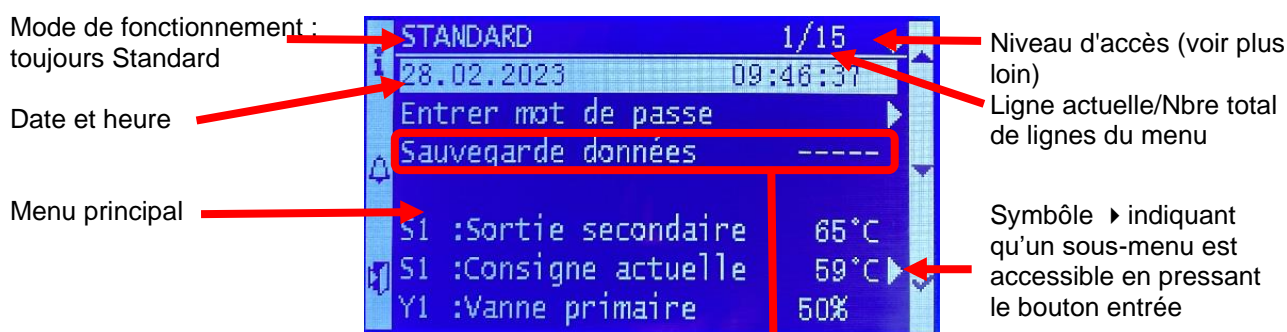 Mode de fonctionnement :
toujours Standard
Date et heure
Menu principal
STANDARD 1/15
28.02.2023 09:46:37
Entrer mot de passe
Sauvegarde données -----
S1 :Sortie secondaire 65°C
S1 :Consigne actuelle 59°C
Y1 :Vanne primaire 50%
Niveau d'accès (voir plus
loin)
Ligne actuelle/Nbre total
de lignes du menu
Symbôle indiquant
qu'un sous-menu est
accessible en pressant
le bouton entrée